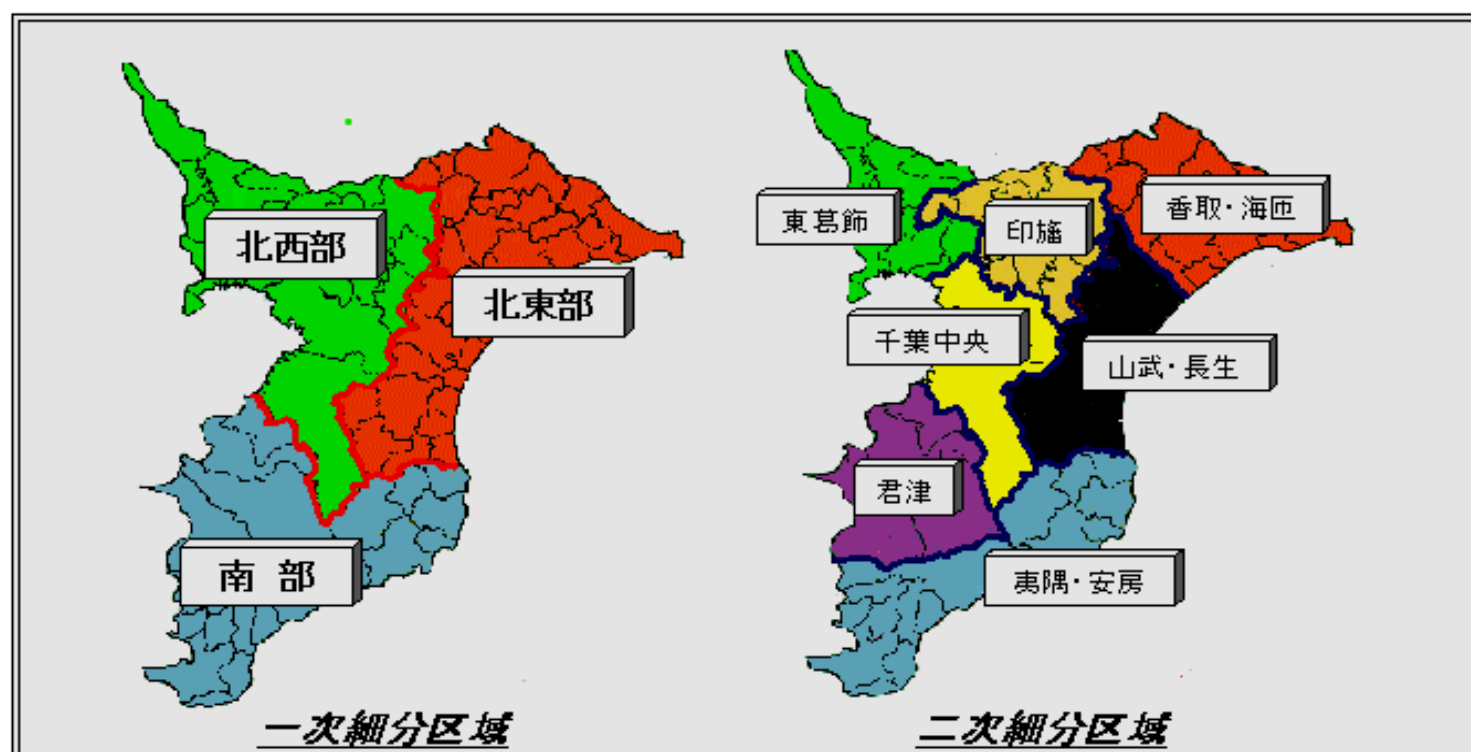 北西部
北東部
南部
一次細分区域
東葛飾
印旛
香取・海匝
千葉中央
山武・長生
君津
夷隅・安房
二次細分区域